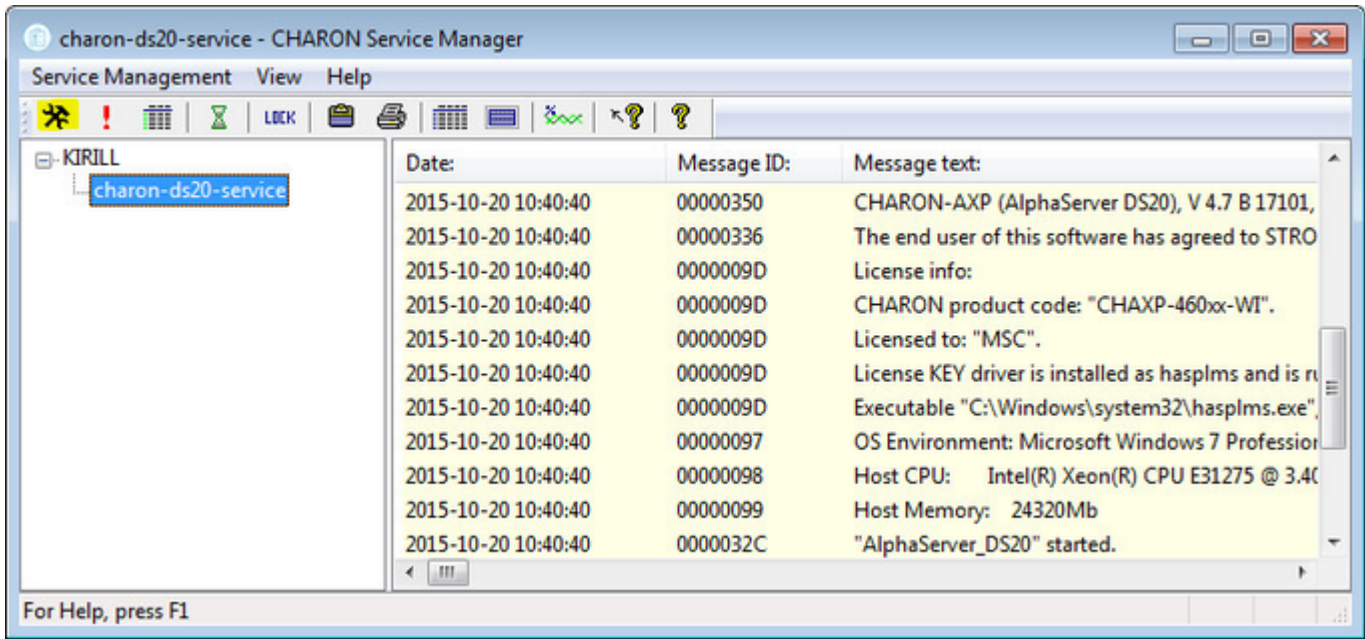 charon-ds20-service - CHARON Service Manager
Service Management View Help
LOCK
KIRILL
charon-ds20-service
Date: Message ID: Message text:
2015-10-20 10:40:40 00000350 CHARON-AXP (AlphaServer DS20), V 4.7 B 17101,
2015-10-20 10:40:40 00000336 The end user of this software has agreed to STRO
2015-10-20 10:40:40 0000009D License info:
2015-10-20 10:40:40 0000009D CHARON product code: "CHAXP-460xx-WI".
2015-10-20 10:40:40 0000009D Licensed to: "MSC".
2015-10-20 10:40:40 0000009D License KEY driver is installed as hasplms and is
2015-10-20 10:40:40 0000009D Executable "C:\Windows\system32\hasplms.exe",
2015-10-20 10:40:40 00000097 OS Environment: Microsoft Windows 7 Profession
2015-10-20 10:40:40 00000098 Host CPU: Intel(R) Xeon(R) CPU E31275 @ 3.40
2015-10-20 10:40:40 00000099 Host Memory: 24320Mb
2015-10-20 10:40:40 0000032C "AlphaServer_DS20" started.
For Help, press F1